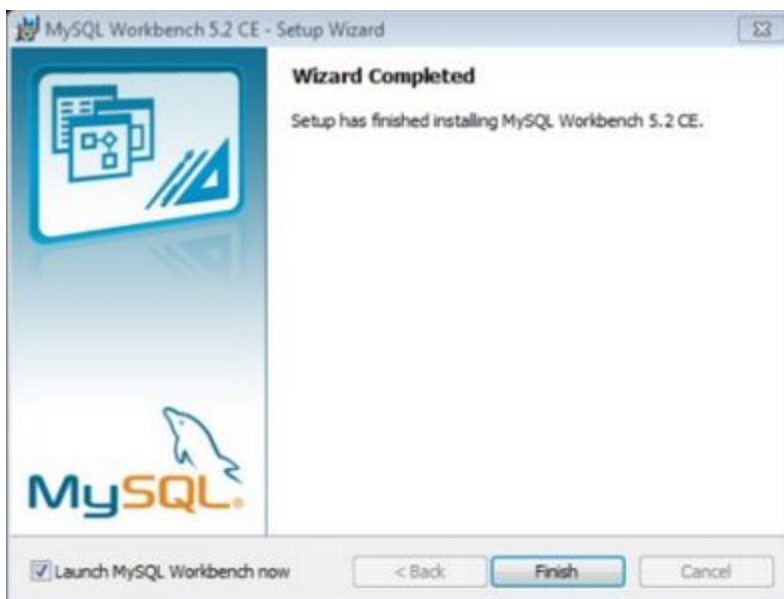 MySQL Workbench 5.2 CE - Setup Wizard
Wizard Completed
Setup has finished installing MySQL Workbench 5.2 CE.
MySQL®
Launch MySQL Workbench now
< Back
Finish
Cancel